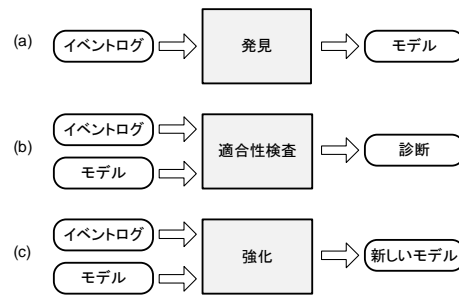 (a)
イベントログ
発見
モデル
(b)
イベントログ
モデル
適合性検査
診断
(c)
イベントログ
モデル
強化
新しいモデル